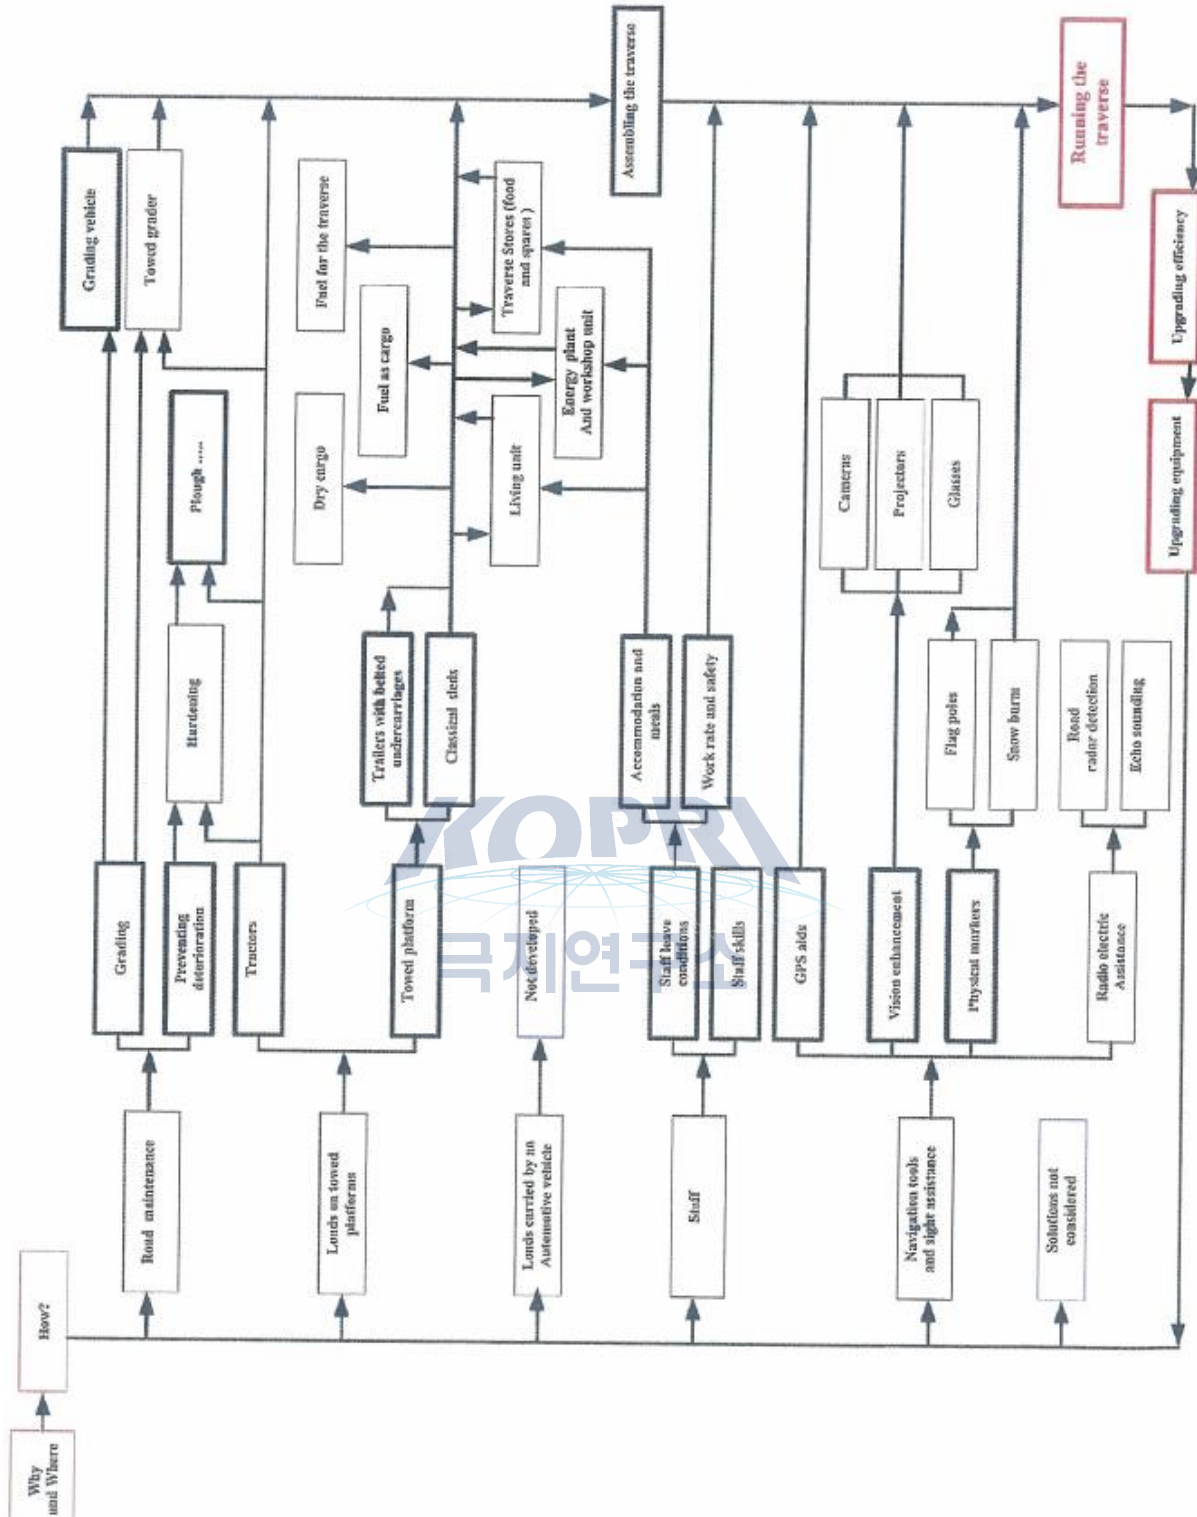 Why
and Where
How?
Road maintenance
Loads on towed
platforms
Loads carried by an
Automotive vehicle
Staff
Navigation tools
and sight assistance
Solutions not
considered
Grading
Preventing
deterioration
Tractors
Towed platform
Not developed
Staff leave
conditions
Staff skills
GPS aids
Vision enhancement
Physical markers
Radio electric
Assistance
Hardening
Trailers with belted
undercarriages
Classical sleds
Accommodation and
meals
Work rate and safety
Flag poles
Snow burm
Road
radar detection
Echo sounding
Plough .....
Dry cargo
Fuel as cargo
Fuel for the traverse
Living unit
Energy plant
And workshop unit
Traverse Stores (food
and spares )
Cameras
Projectors
Glasses
Grading vehicle
Towed grader
Assembling the traverse
Running the
traverse
Upgrading efficiency
Upgrading equipment
KOPRI
극지연구소